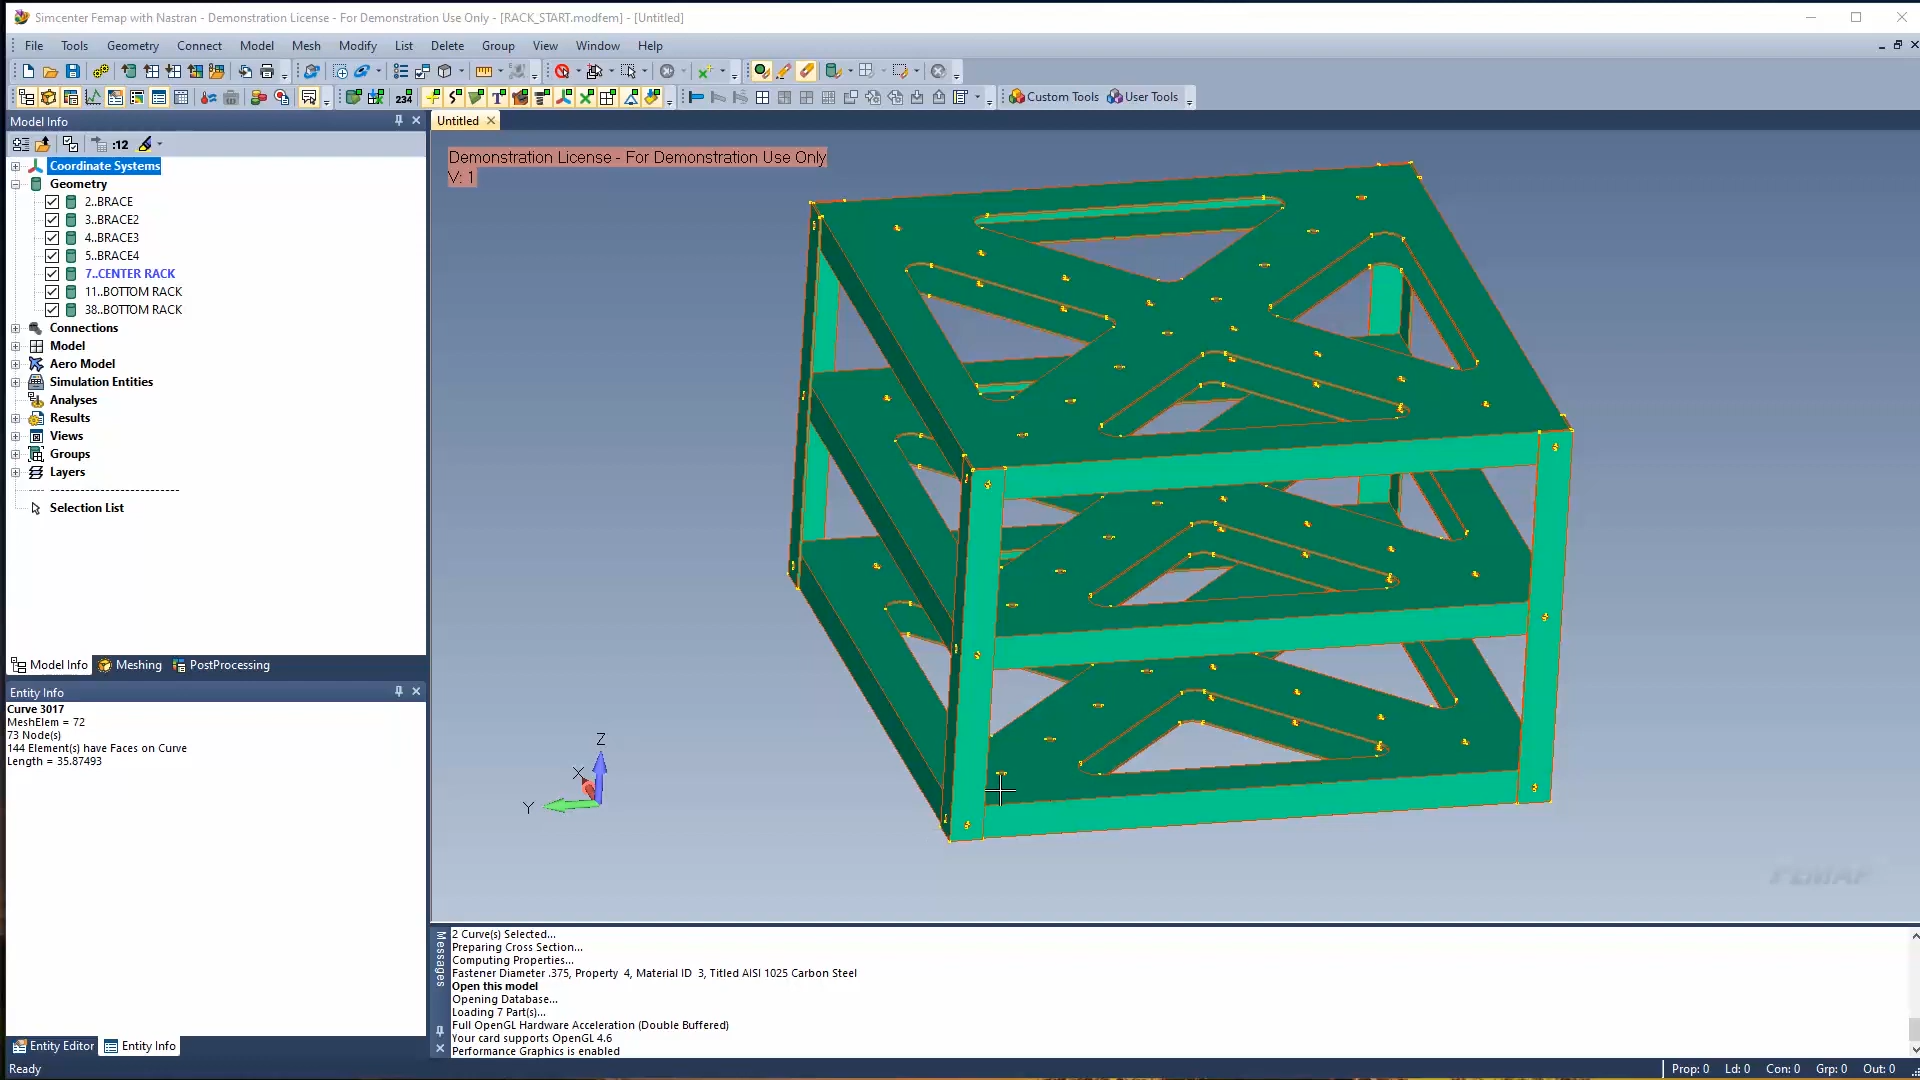 Simcenter Femap with Nastran - Demonstration License - For Demonstration Use Only - [RACK_START.modfem] - [Untitled]
File Tools Geometry Connect Model Mesh Modify List Delete Group View Window Help
234 Custom Tools User Tools
Model Info
:12
Coordinate Systems
Geometry
2..BRACE
3..BRACE2
4..BRACE3
5..BRACE4
7..CENTER RACK
11..BOTTOM RACK
38..BOTTOM RACK
Connections
Model
Aero Model
Simulation Entities
Analyses
Results
Views
Groups
Layers
Selection List
Model Info Meshing PostProcessing
Entity Info
Curve 3017
MeshElem = 72
73 Node(s)
144 Element(s) have Faces on Curve
Length = 35.87493
Entity Editor Entity Info
Untitled
Demonstration License - For Demonstration Use Only
V: 1
Z
X
Y
FEMAP
Messages
2 Curve(s) Selected...
Preparing Cross Section...
Computing Properties...
Fastener Diameter .375, Property 4, Material ID 3, Titled AISI 1025 Carbon Steel
Open this model
Opening Database...
Loading 7 Part(s)...
Full OpenGL Hardware Acceleration (Double Buffered)
Your card supports OpenGL 4.6
Performance Graphics is enabled
Ready
Prop: 0 Ld: 0 Con: 0 Grp: 0 Out: 0